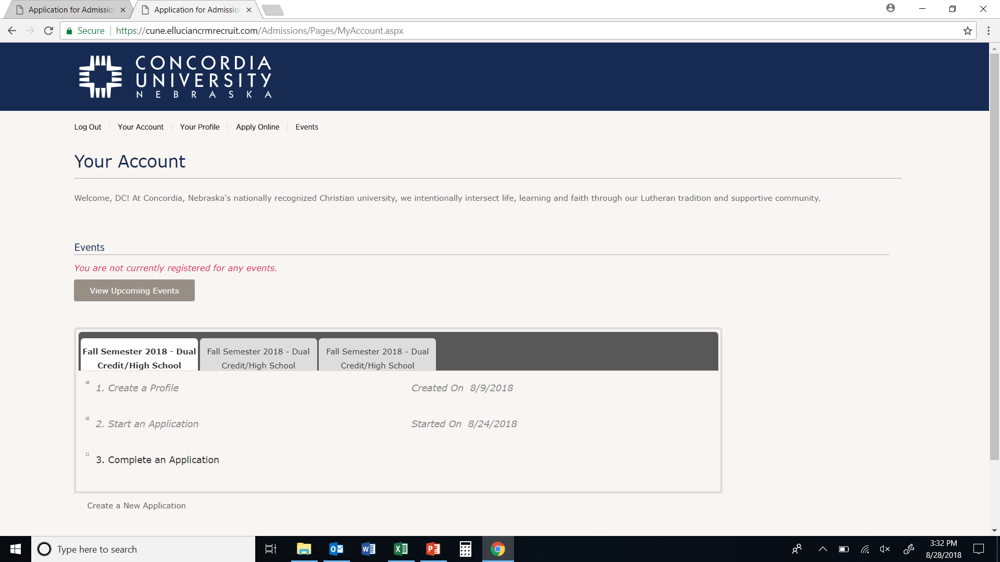 Application for Admissio
Application for Admissio
Secure
https://cune.elluciancrmrecruit.com/Admissions/Pages/MyAccount.aspx
CONCORDIA
UNIVERSITY
NEBRASKA
Log Out
Your Account
Your Profile
Apply Online
Events
Your Account
Welcome, DC! At Concordia, Nebraska's nationally recognized Christian university, we intentionally intersect life, learning and faith through our Lutheran tradition and supportive community.
Events
You are not currently registered for any events.
View Upcoming Events
Fall Semester 2018 - Dual
Credit/High School
Fall Semester 2018 - Dual
Credit/High School
Fall Semester 2018 - Dual
Credit/High School
1. Create a Profile
Created On 8/9/2018
2. Start an Application
Started On 8/24/2018
3. Complete an Application
Create a New Application
Type here to search
3:32 PM
8/28/2018